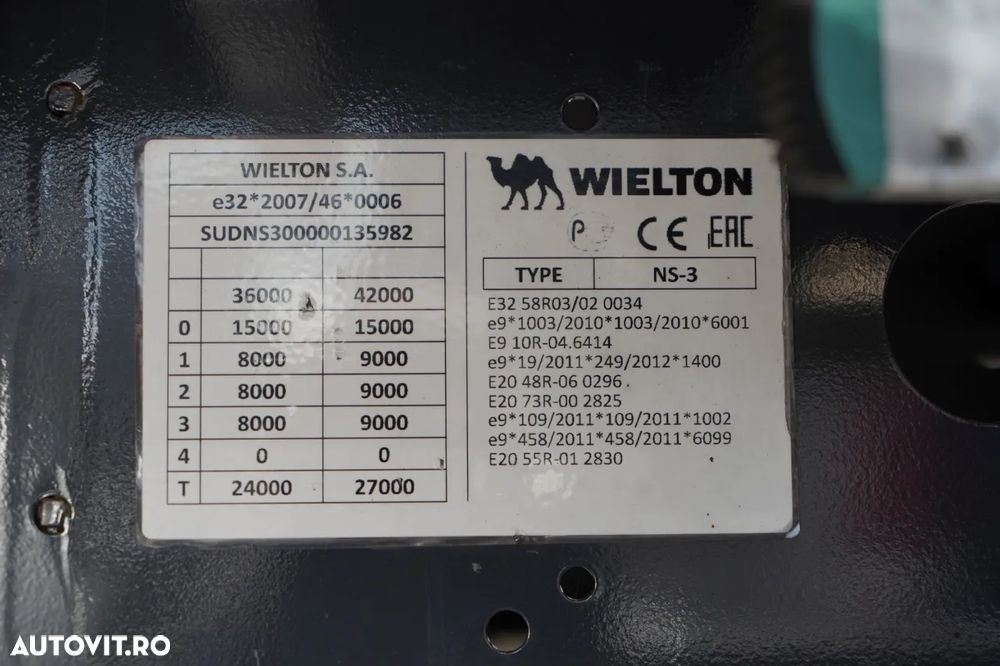 WIELTON S.A.
e32*2007/46*0006
SUDNS300000135982
36000 42000
0 15000 15000
1 8000 9000
2 8000 9000
3 8000 9000
4 0 0
T 24000 27000
WIELTON
P CE EAC
TYPE NS-3
E32 58R03/02 0034
e9*1003/2010*1003/2010*6001
E9 10R-04.6414
e9*19/2011*249/2012*1400
E20 48R-06 0296
E20 73R-00 2825
e9*109/2011*109/2011*1002
e9*458/2011*458/2011*6099
E20 55R-01 2830
AUTOVIT.RO